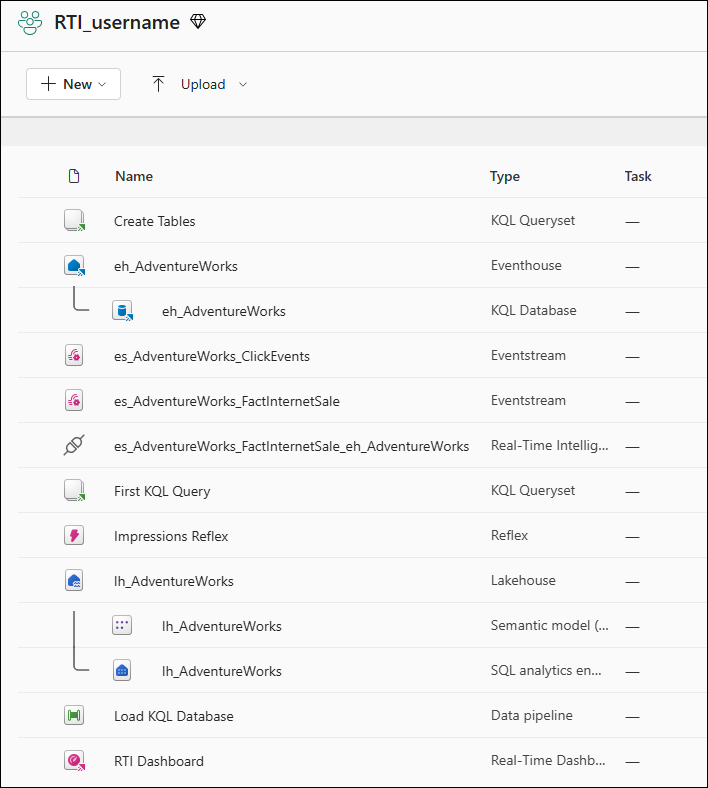 RTI_username
New
Upload
Name Type Task
Create Tables KQL Queryset —
eh_AdventureWorks Eventhouse —
eh_AdventureWorks KQL Database —
es_AdventureWorks_ClickEvents Eventstream —
es_AdventureWorks_FactInternetSale Eventstream —
es_AdventureWorks_FactInternetSale_eh_AdventureWorks Real-Time Intellig... —
First KQL Query KQL Queryset —
Impressions Reflex Reflex —
lh_AdventureWorks Lakehouse —
lh_AdventureWorks Semantic model (... —
lh_AdventureWorks SQL analytics en... —
Load KQL Database Data pipeline —
RTI Dashboard Real-Time Dashb... —